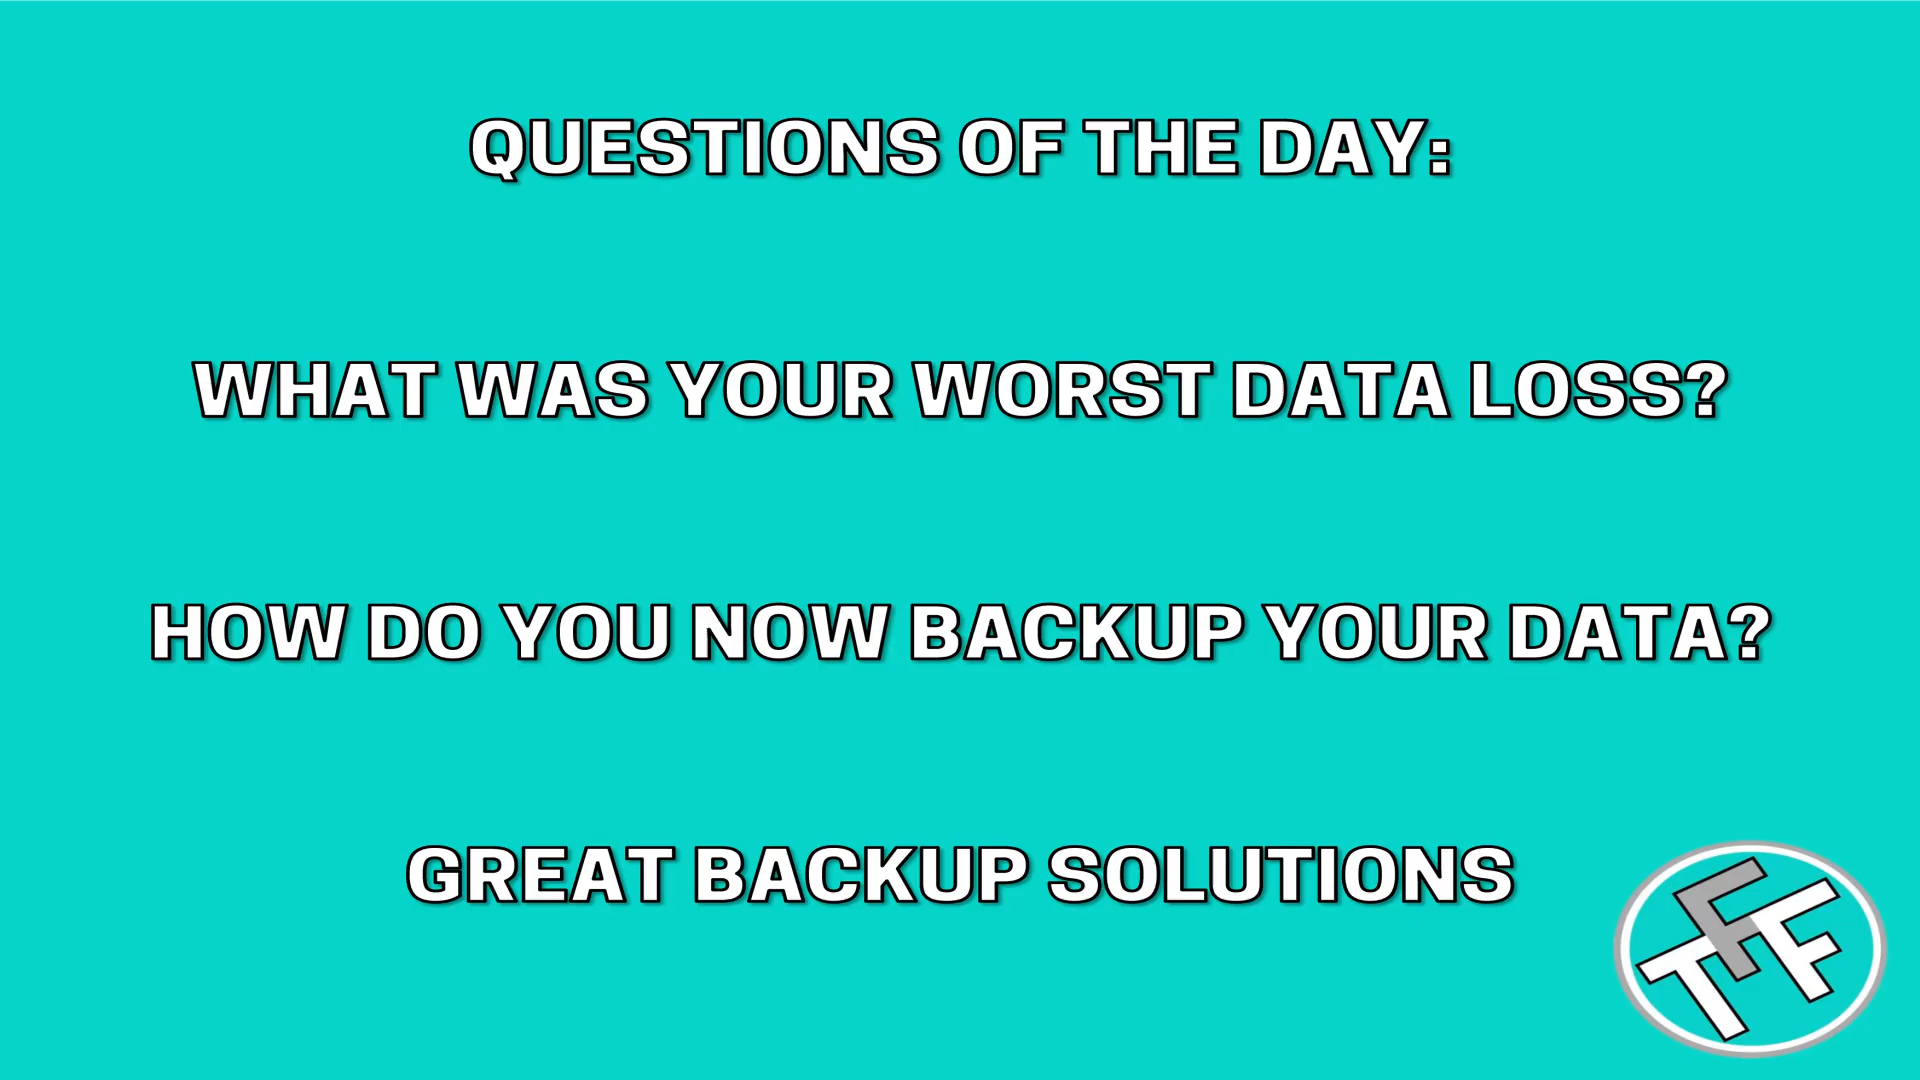 QUESTIONS OF THE DAY:
WHAT WAS YOUR WORST DATA LOSS?
HOW DO YOU NOW BACKUP YOUR DATA?
GREAT BACKUP SOLUTIONS
TFF